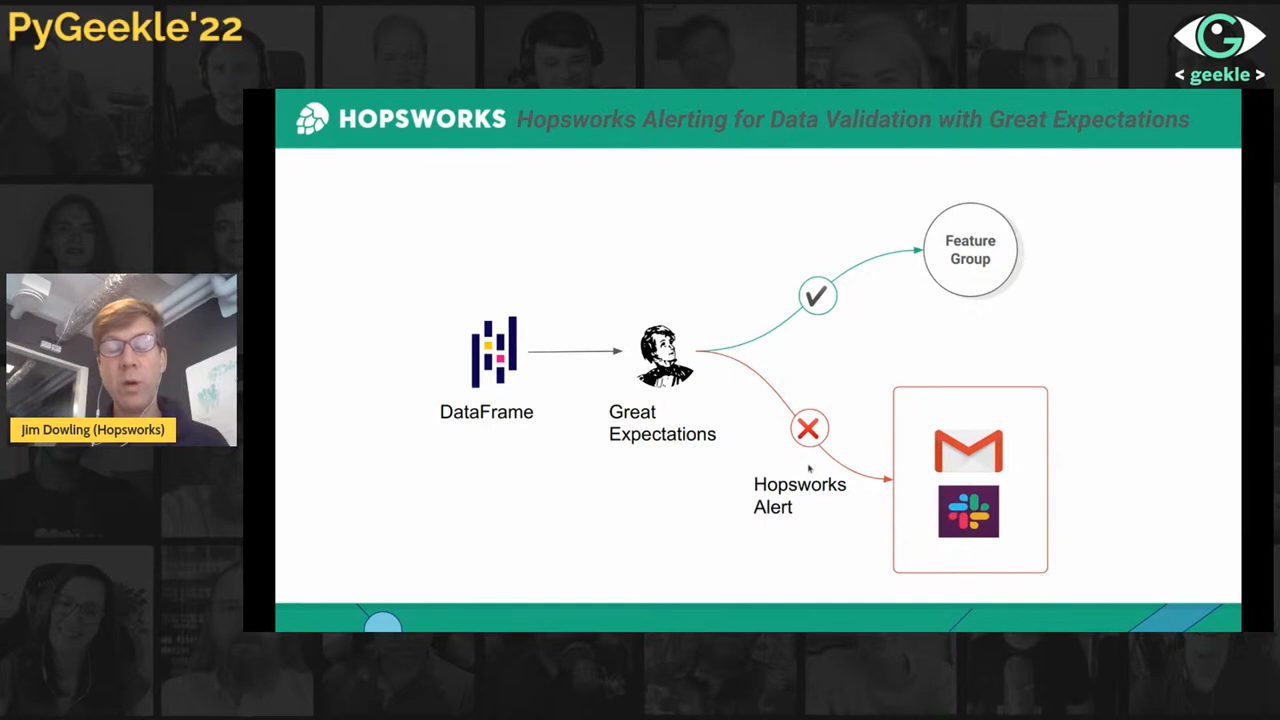 PyGeekle'22
< geekle >
HOPSWORKS
Hopsworks Alerting for Data Validation with Great Expectations
Feature
Group
DataFrame
Great
Expectations
Hopsworks
Alert
Jim Dowling (Hopsworks)